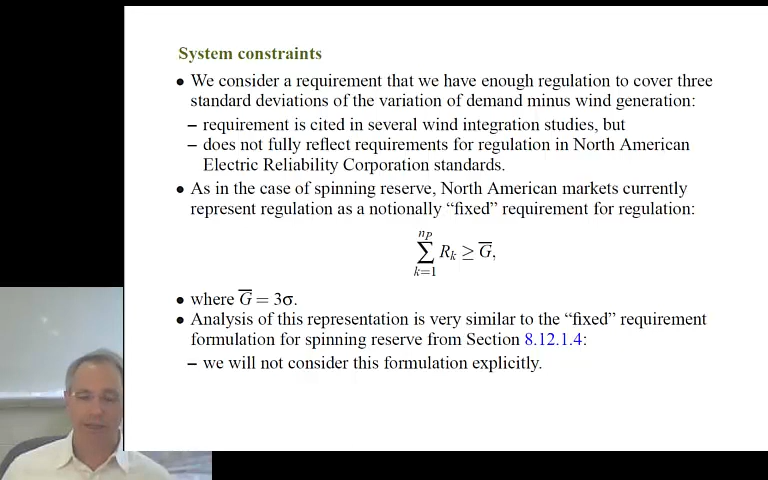 System constraints
• We consider a requirement that we have enough regulation to cover three
standard deviations of the variation of demand minus wind generation:
– requirement is cited in several wind integration studies, but
– does not fully reflect requirements for regulation in North American
Electric Reliability Corporation standards.
• As in the case of spinning reserve, North American markets currently
represent regulation as a notionally “fixed” requirement for regulation:
n_P
∑ R_k ≥ G̅,
k=1
• where G̅ = 3σ.
• Analysis of this representation is very similar to the “fixed” requirement
formulation for spinning reserve from Section 8.12.1.4:
– we will not consider this formulation explicitly.